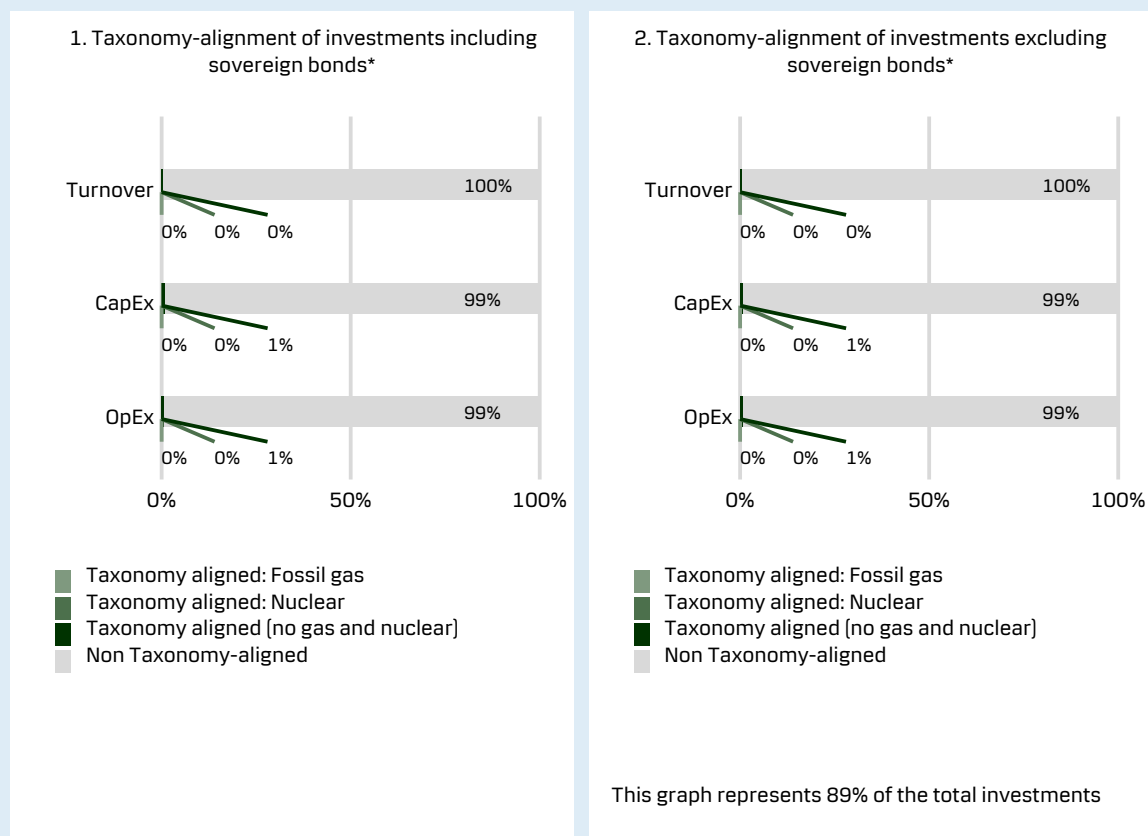 1. Taxonomy-alignment of investments including
sovereign bonds*
Turnover
100%
0% 0% 0%
CapEx
99%
0% 0% 1%
OpEx
99%
0% 0% 1%
0% 50% 100%
Taxonomy aligned: Fossil gas
Taxonomy aligned: Nuclear
Taxonomy aligned (no gas and nuclear)
Non Taxonomy-aligned
2. Taxonomy-alignment of investments excluding
sovereign bonds*
Turnover
100%
0% 0% 0%
CapEx
99%
0% 0% 1%
OpEx
99%
0% 0% 1%
0% 50% 100%
Taxonomy aligned: Fossil gas
Taxonomy aligned: Nuclear
Taxonomy aligned (no gas and nuclear)
Non Taxonomy-aligned
This graph represents 89% of the total investments